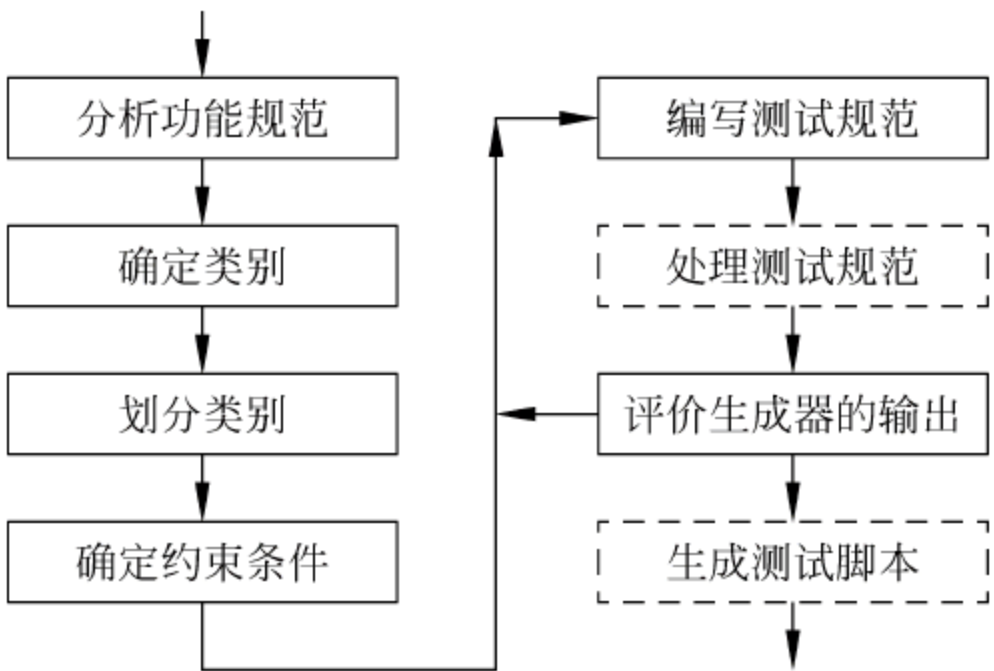 分析功能规范
确定类别
划分类别
确定约束条件
编写测试规范
处理测试规范
评价生成器的输出
生成测试脚本